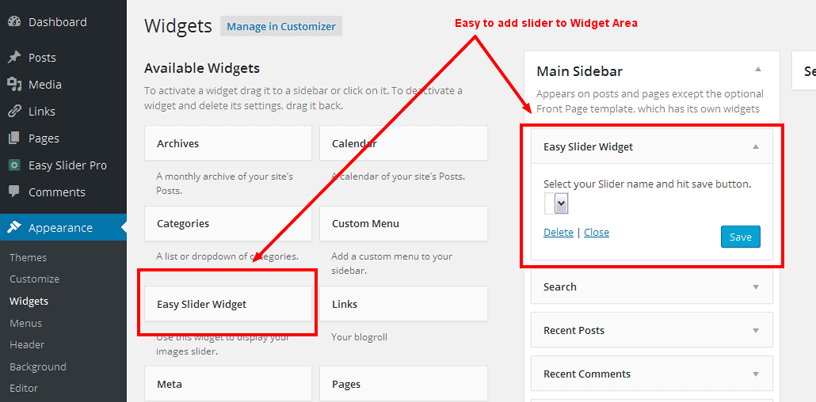 Dashboard
Posts
Media
Links
Pages
Easy Slider Pro
Comments
Appearance
Themes
Customize
Widgets
Menus
Header
Background
Editor
Widgets
Manage in Customizer
Easy to add slider to Widget Area
Available Widgets
To activate a widget drag it to a sidebar or click on it. To deactivate a
widget and delete its settings, drag it back.
Archives
A monthly archive of your site's
Posts.
Calendar
A calendar of your site's Posts.
Categories
A list or dropdown of categories.
Custom Menu
Add a custom menu to your
sidebar.
Easy Slider Widget
Use this widget to display your
images slider.
Links
Your blogroll
Meta
Pages
Main Sidebar
Appears on posts and pages except the optional
Front Page template, which has its own widgets
Easy Slider Widget
Select your Slider name and hit save button.
Delete | Close
Save
Search
Recent Posts
Recent Comments